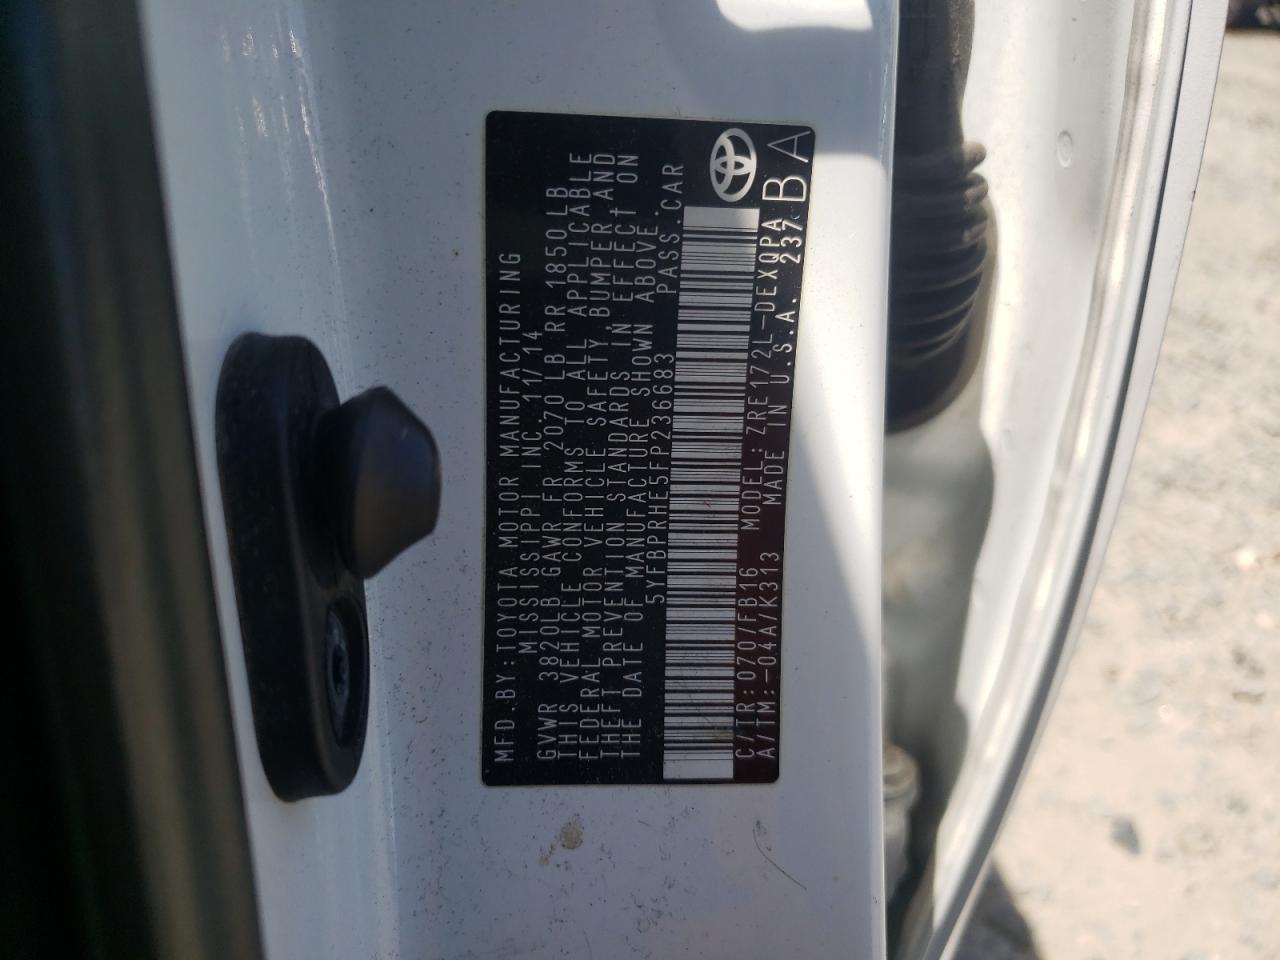 MFD.BY:TOYOTA MOTOR MANUFACTURING
MISSISSIPPI INC. 11/14
GVWR 3820LB GAWR FR 2070LB RR 1850LB
THIS VEHICLE CONFORMS TO ALL APPLICABLE
FEDERAL MOTOR VEHICLE SAFETY, BUMPER, AND
THEFT PREVENTION STANDARDS IN EFFECT ON
THE DATE OF MANUFACTURE SHOWN ABOVE.
5YFBPRHE5FP236683 PASS.CAR
C/TR:070/FB16 MODEL:ZRE172L-DEXQPA
A/TM:-04A/K313 MADE IN U.S.A. 237BA